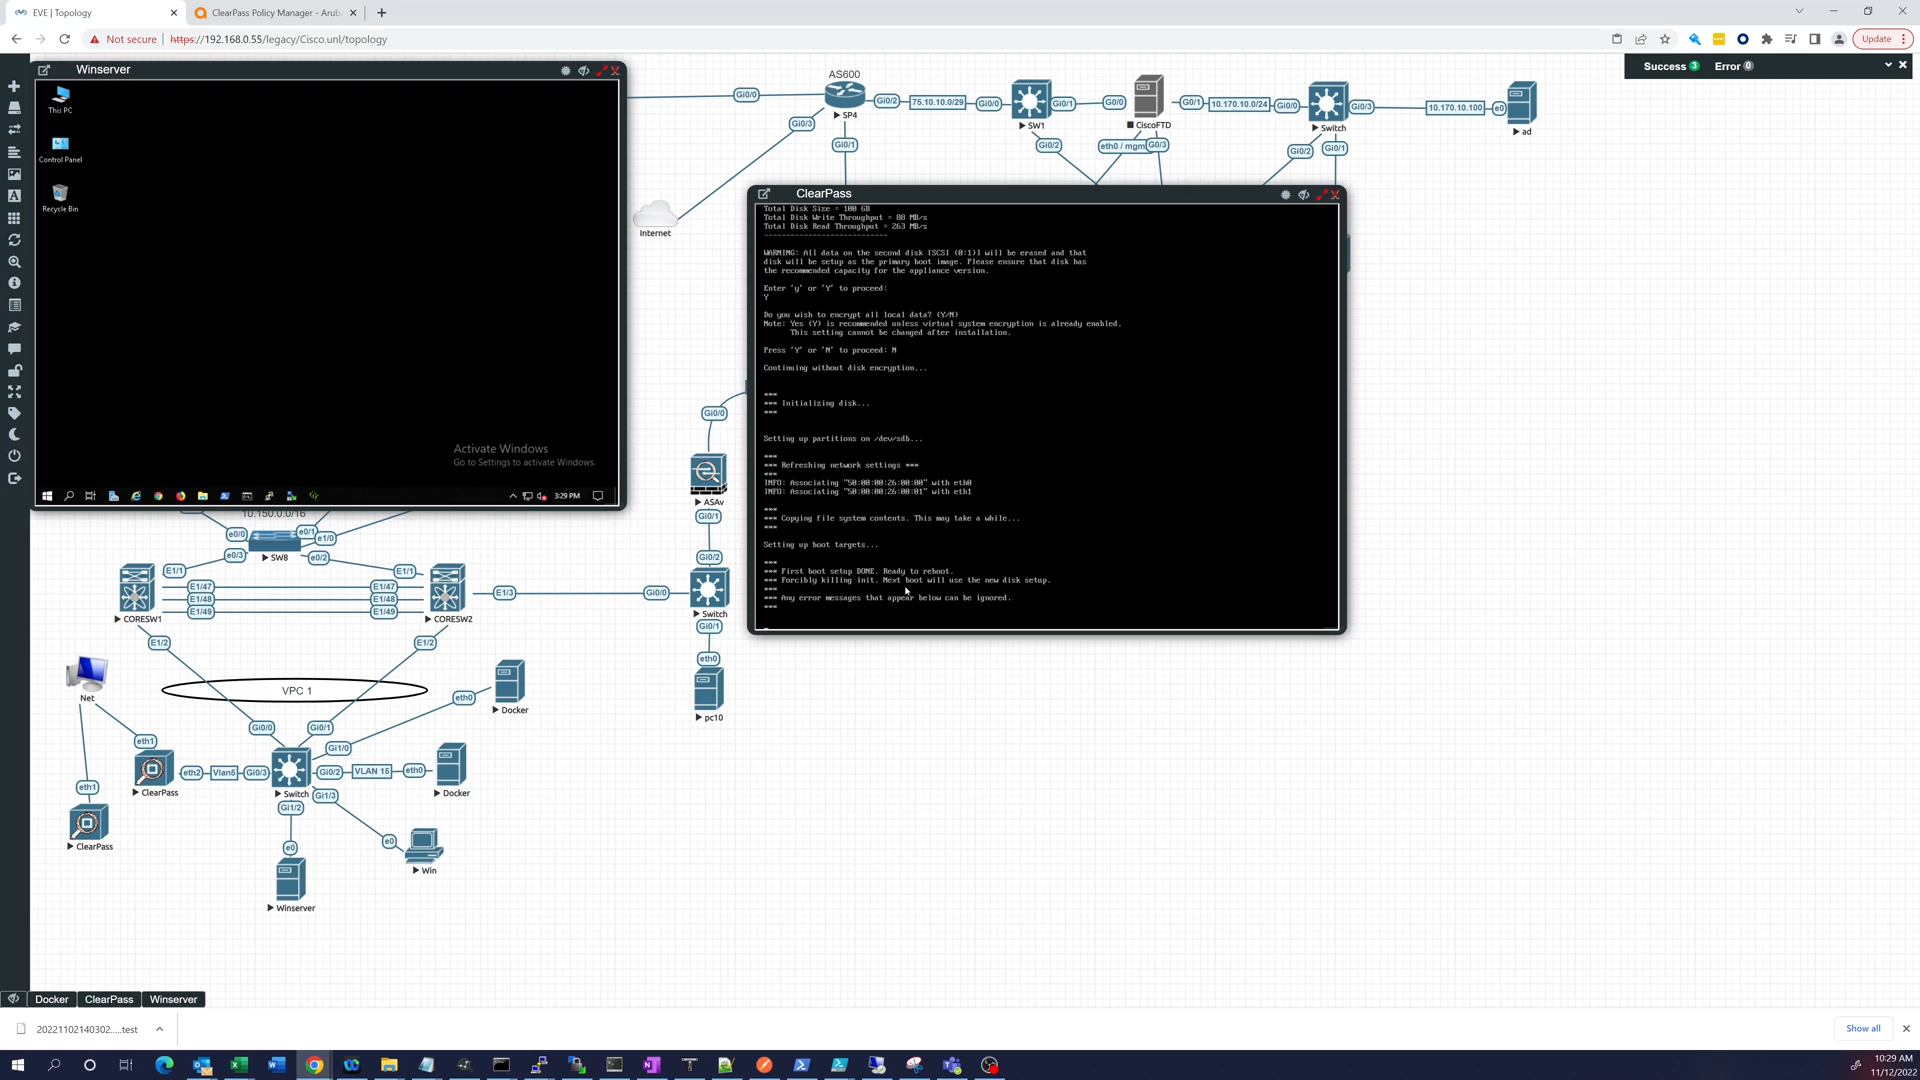 EVE | Topology
ClearPass Policy Manager - Arub
Not secure
https://192.168.0.55/legacy/Cisco.unl/topology
Update
Winserver
This PC
Control Panel
Recycle Bin
Activate Windows
Go to Settings to activate Windows.
3:29 PM
Success 3
Error 0
AS600
Gi0/0
SP4
Gi0/2
75.10.10.0/29
Gi0/0
SW1
Gi0/1
G0/0
CiscoFTD
G0/1
10.170.10.0/24
Gi0/0
Switch
Gi0/3
10.170.10.100
e0
ad
Gi0/3
Gi0/1
Gi0/2
eth0 / mgm
G0/3
Gi0/2
Gi0/1
Internet
ClearPass
Total Disk Size = 100 GB
Total Disk Write Throughput = 88 MB/s
Total Disk Read Throughput = 263 MB/s
---------------------------
WARNING: All data on the second disk [SCSI (0:1)] will be erased and that
disk will be setup as the primary boot image. Please ensure that disk has
the recommended capacity for the appliance version.
Enter 'y' or 'Y' to proceed:
Y
Do you wish to encrypt all local data? (Y/N)
Note: Yes (Y) is recommended unless virtual system encryption is already enabled.
This setting cannot be changed after installation.
Press 'Y' or 'N' to proceed: N
Continuing without disk encryption...
***
*** Initializing disk...
***
Setting up partitions on /dev/sdb...
***
*** Refreshing network settings ***
***
INFO: Associating "50:00:00:26:00:00" with eth0
INFO: Associating "50:00:00:26:00:01" with eth1
***
*** Copying file system contents. This may take a while...
***
Setting up boot targets...
***
*** First boot setup DONE. Ready to reboot.
*** Forcibly killing init. Next boot will use the new disk setup.
***
*** Any error messages that appear below can be ignored.
***
Gi0/0
ASAv
Gi0/1
Gi0/2
Switch
Gi0/1
eth0
pc10
10.150.0.0/16
e0/0
e0/1
e1/0
SW8
e0/3
e0/2
E1/1
E1/1
E1/47
E1/47
E1/48
E1/48
E1/49
E1/49
CORESW1
CORESW2
E1/3
Gi0/0
E1/2
E1/2
VPC 1
Net
eth0
Docker
Gi0/0
Gi0/1
Gi1/0
eth1
eth2
Vlan5
Gi0/3
Gi0/2
VLAN 15
eth0
ClearPass
Switch
Docker
eth1
Gi1/3
Gi1/2
ClearPass
e0
e0
Win
Winserver
Docker
ClearPass
Winserver
20221102140302.....test
Show all
10:29 AM
11/12/2022